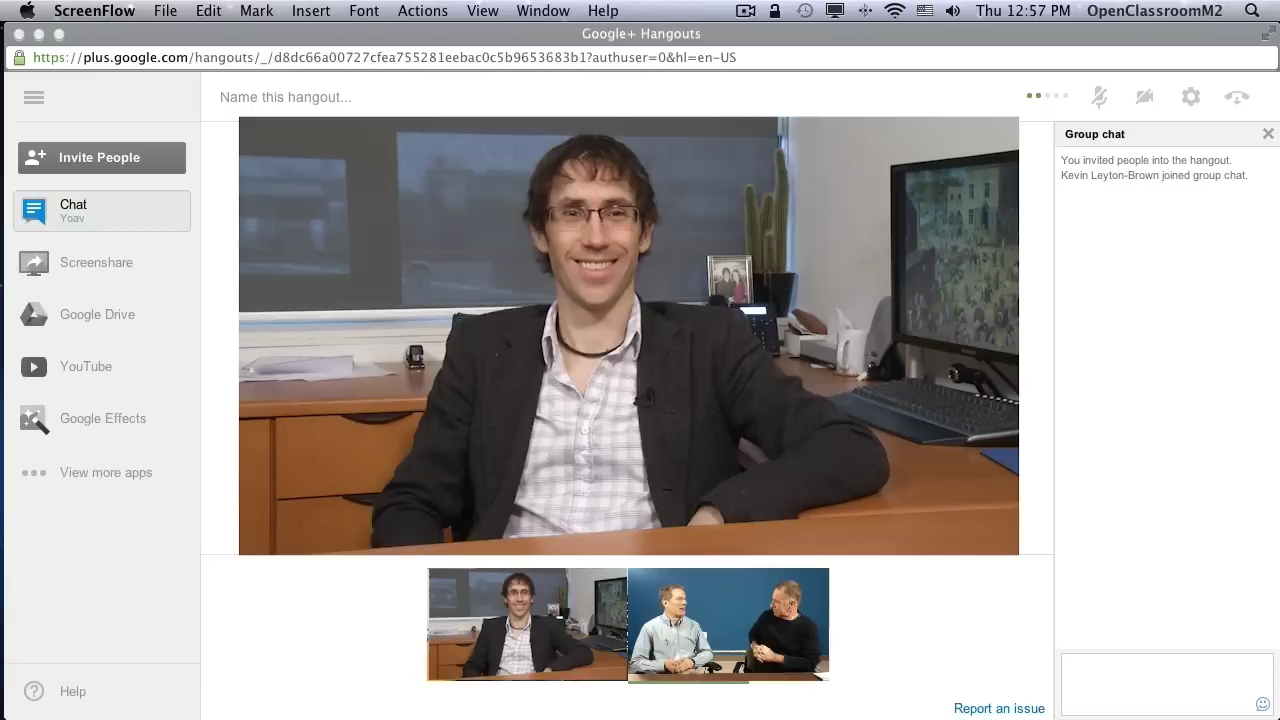 ScreenFlow File Edit Mark Insert Font Actions View Window Help Thu 12:57 PM OpenClassroomM2
Google+ Hangouts
https://plus.google.com/hangouts/_/d8dc66a00727cfea755281eebac0c5b9653683b1?authuser=0&hl=en-US
Name this hangout...
Invite People
Chat
Yoav
Screenshare
Google Drive
YouTube
Google Effects
View more apps
Help
Group chat
You invited people into the hangout.
Kevin Leyton-Brown joined group chat.
Report an issue